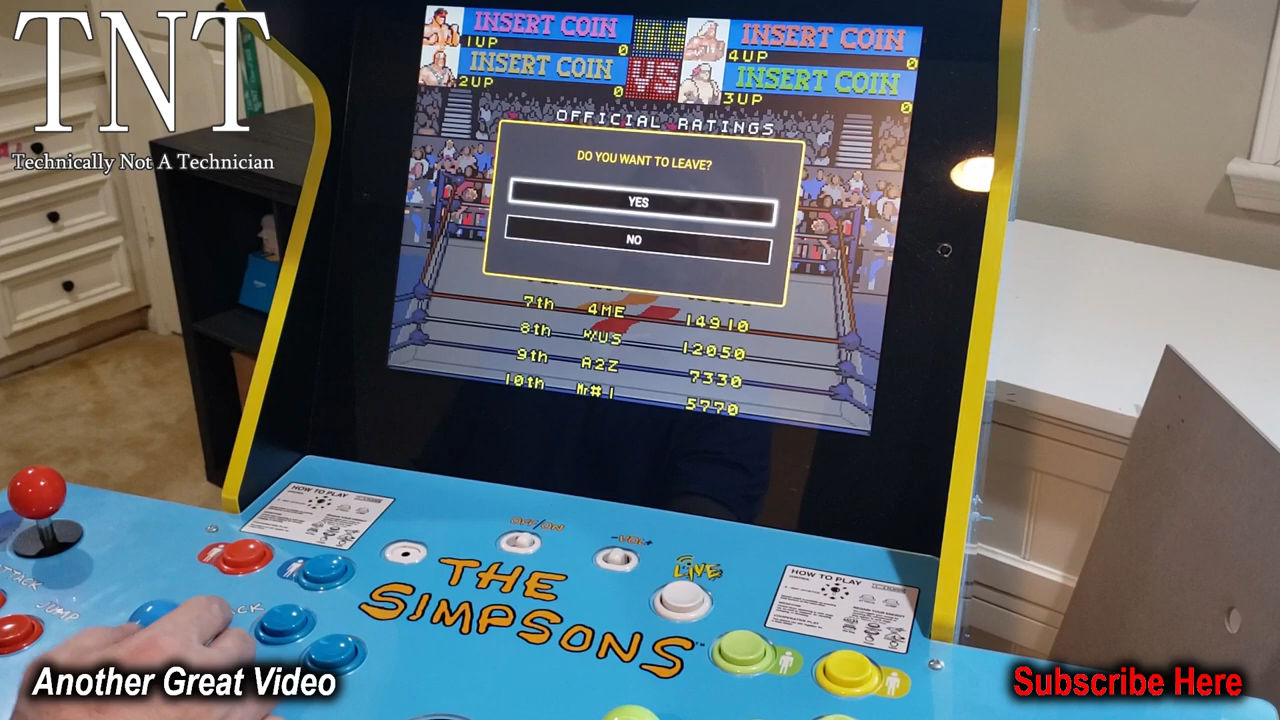 TNT
Technically Not A Technician
INSERT COIN
1UP 0
INSERT COIN
2UP 0
VS
INSERT COIN
4UP 0
INSERT COIN
3UP 0
OFFICIAL RATINGS
DO YOU WANT TO LEAVE?
YES
NO
7th 4ME 14910
8th 12050
9th A2Z 7330
10th Mr#1 5770
HOW TO PLAY
OFF/ON
-VOL+
LIVE
THE
SIMPSONS
HOW TO PLAY
JUMP
Another Great Video
Subscribe Here